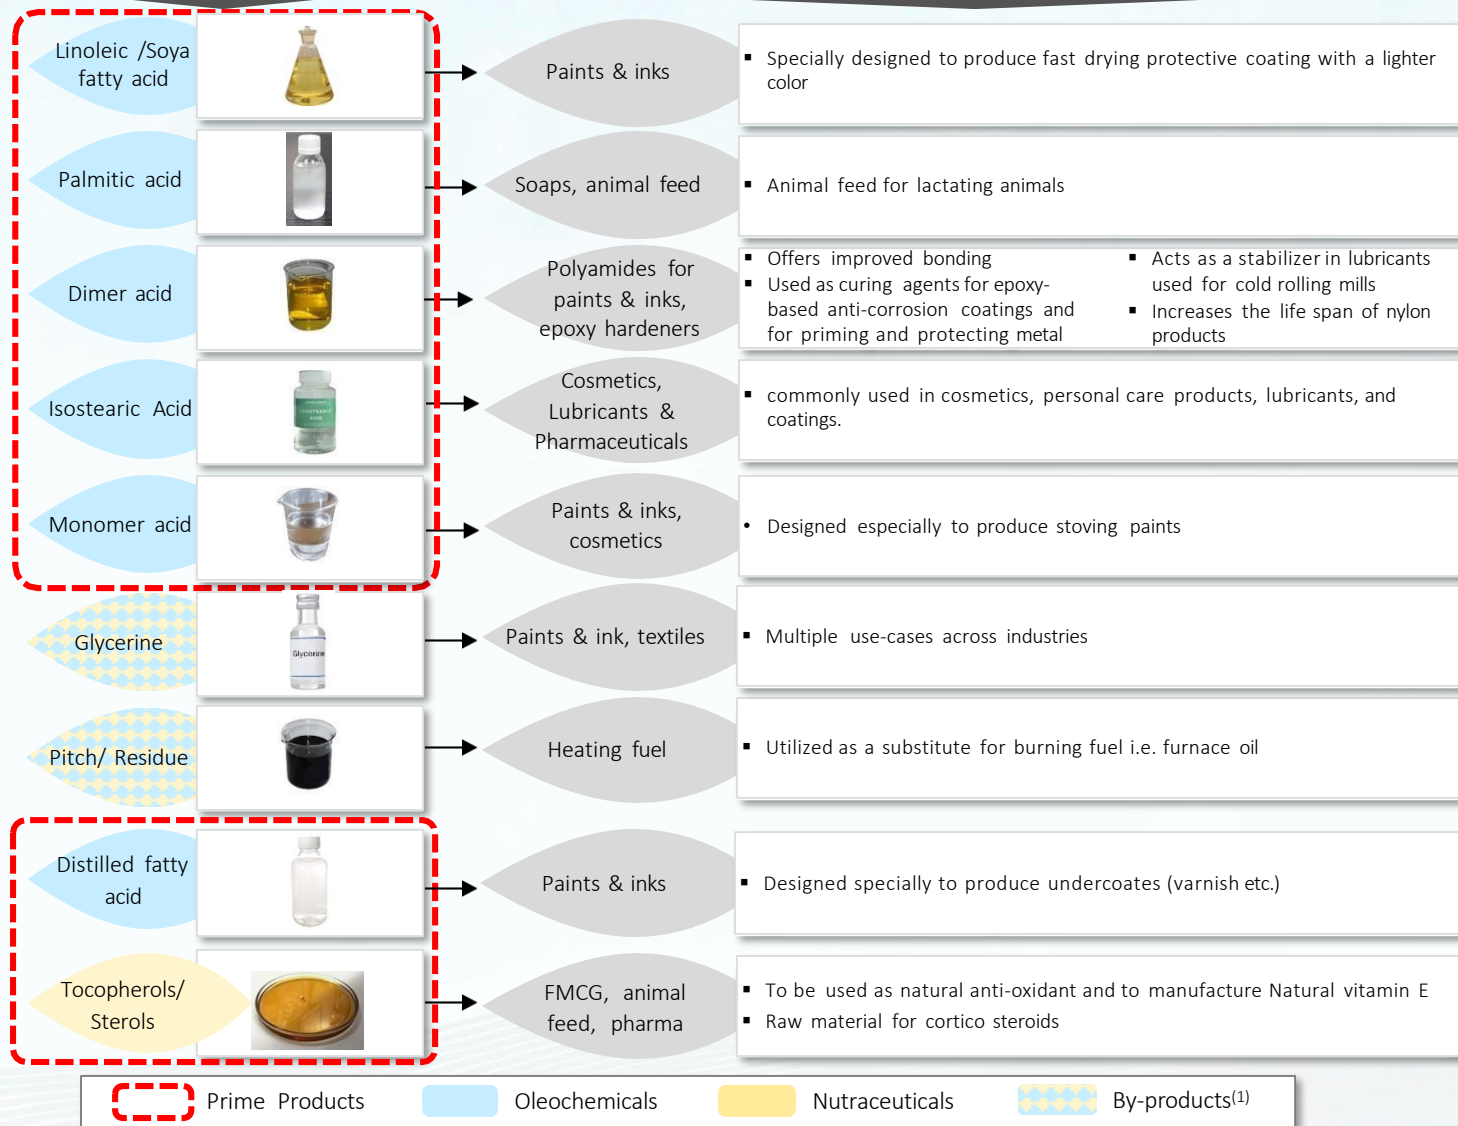 Linoleic /Soya
fatty acid
Paints & inks
▪ Specially designed to produce fast drying protective coating with a lighter
color
Palmitic acid
Soaps, animal feed
▪ Animal feed for lactating animals
Dimer acid
Polyamides for
paints & inks,
epoxy hardeners
▪ Offers improved bonding
▪ Used as curing agents for epoxy-
based anti-corrosion coatings and
for priming and protecting metal
▪ Acts as a stabilizer in lubricants
used for cold rolling mills
▪ Increases the life span of nylon
products
Isostearic Acid
ISOSTEARIC
ACID
Cosmetics,
Lubricants &
Pharmaceuticals
▪ commonly used in cosmetics, personal care products, lubricants, and
coatings.
Monomer acid
Paints & inks,
cosmetics
• Designed especially to produce stoving paints
Glycerine
Glycerine
Paints & ink, textiles
▪ Multiple use-cases across industries
Pitch/ Residue
Heating fuel
▪ Utilized as a substitute for burning fuel i.e. furnace oil
Distilled fatty
acid
Paints & inks
▪ Designed specially to produce undercoates (varnish etc.)
Tocopherols/
Sterols
FMCG, animal
feed, pharma
▪ To be used as natural anti-oxidant and to manufacture Natural vitamin E
▪ Raw material for cortico steroids
Prime Products
Oleochemicals
Nutraceuticals
By-products(1)